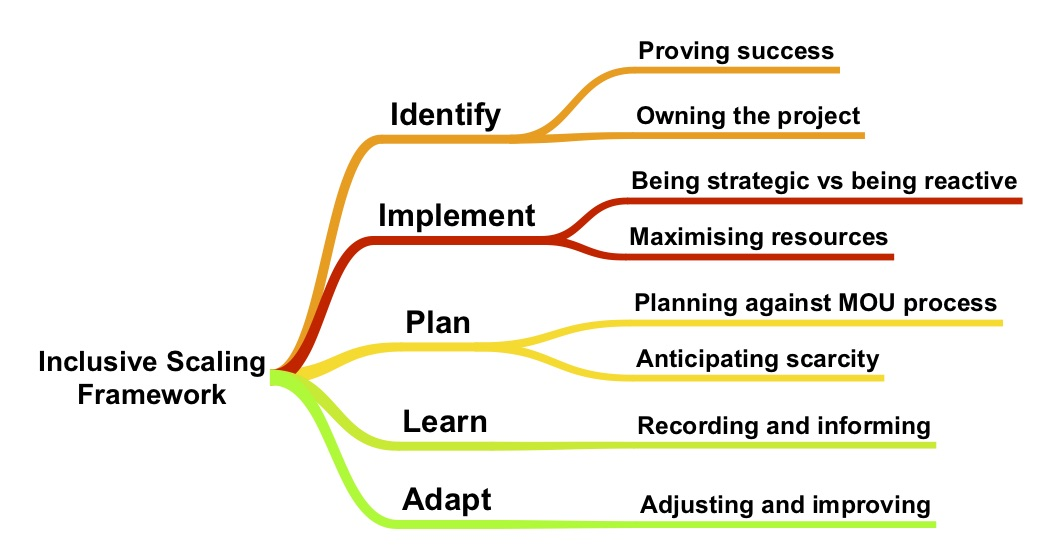 Inclusive Scaling
Framework
Identify
Proving success
Owning the project
Implement
Being strategic vs being reactive
Maximising resources
Plan
Planning against MOU process
Anticipating scarcity
Learn
Recording and informing
Adapt
Adjusting and improving